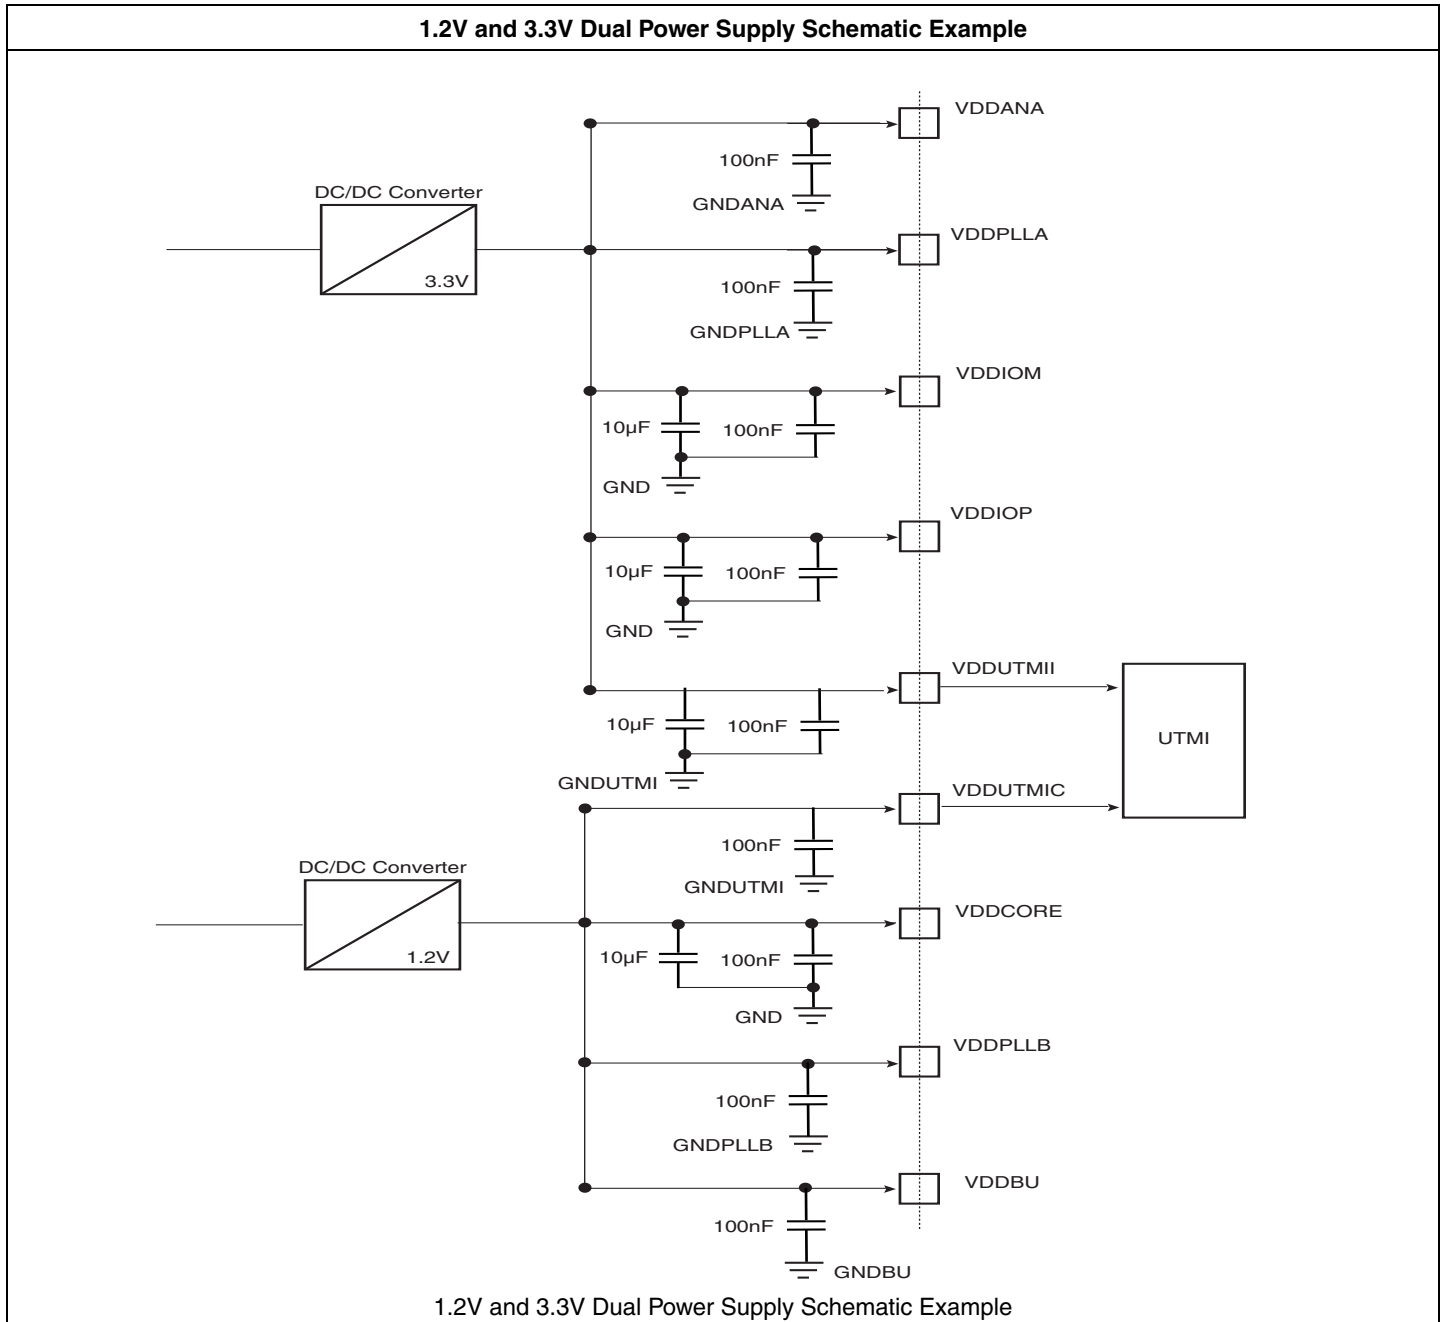 1.2V and 3.3V Dual Power Supply Schematic Example
VDDANA
100nF
GNDANA
DC/DC Converter
3.3V
VDDPLLA
100nF
GNDPLLA
VDDIOM
10µF
100nF
GND
VDDIOP
10µF
100nF
GND
VDDUTMII
10µF
100nF
GNDUTMI
UTMI
VDDUTMIC
100nF
GNDUTMI
DC/DC Converter
1.2V
VDDCORE
10µF
100nF
GND
VDDPLLB
100nF
GNDPLLB
VDDBU
100nF
GNDBU
1.2V and 3.3V Dual Power Supply Schematic Example